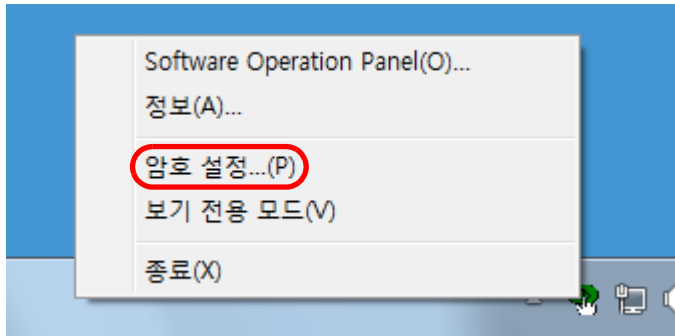 Software Operation Panel(O)...
정보(A)...
암호 설정...(P)
보기 전용 모드(V)
종료(X)